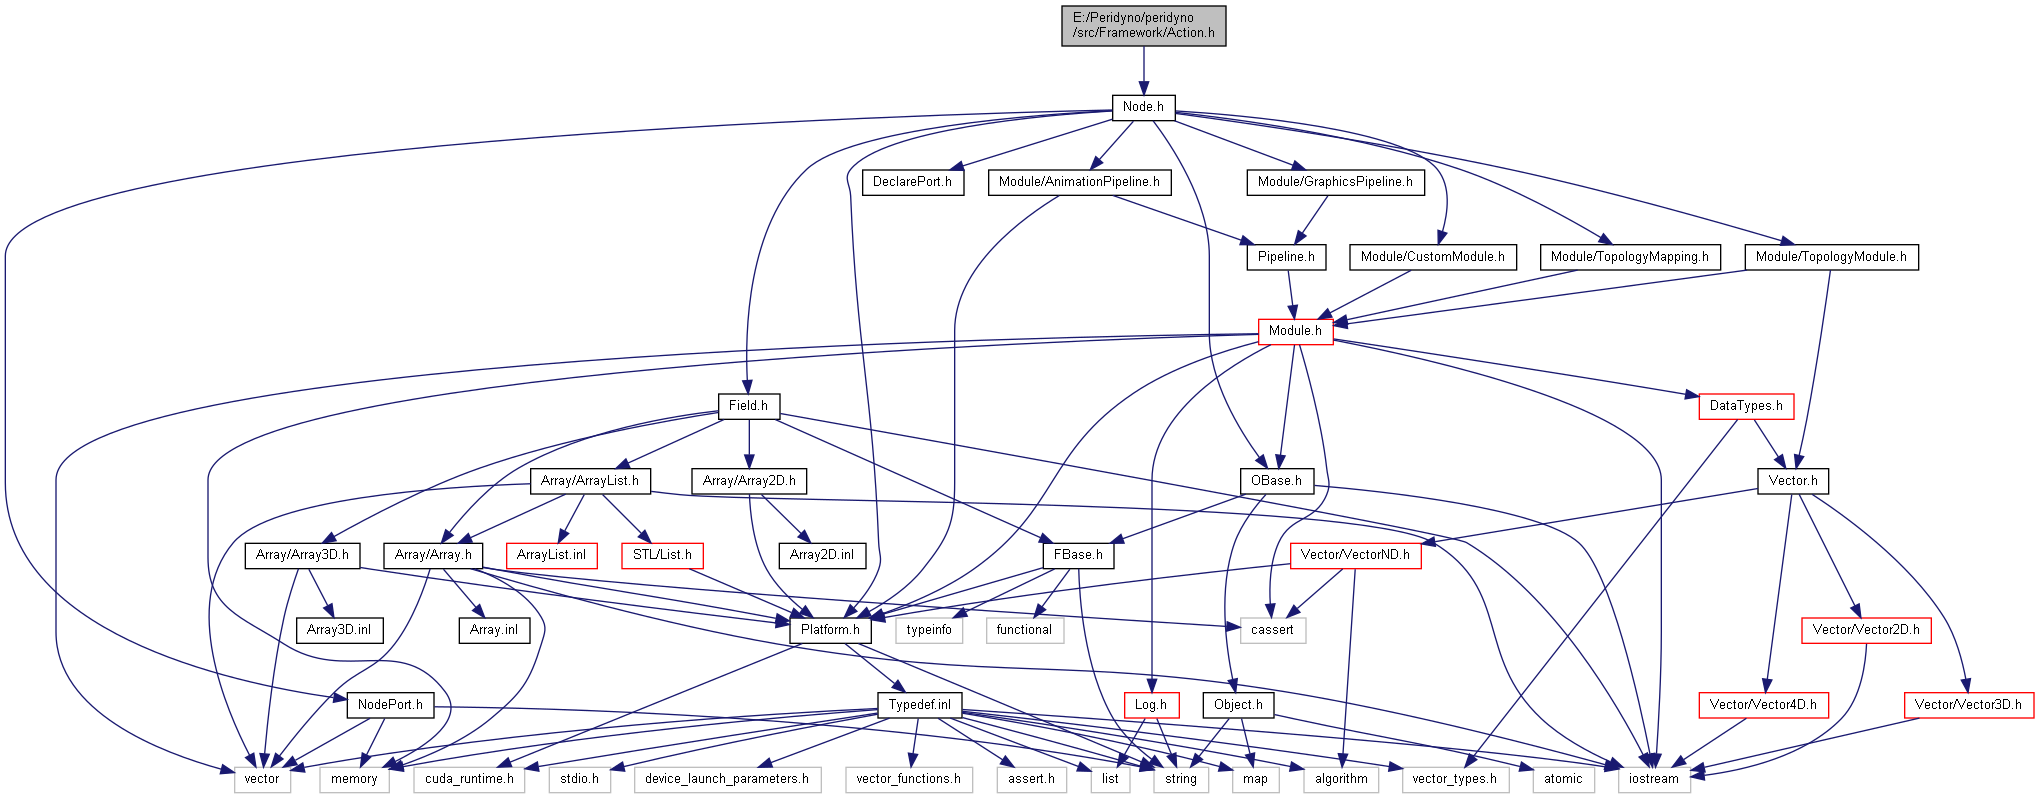 E:/Peridyno/peridyno
/src/Framework/Action.h
Node.h
DeclarePort.h
Module/AnimationPipeline.h
Module/GraphicsPipeline.h
Pipeline.h
Module/CustomModule.h
Module/TopologyMapping.h
Module/TopologyModule.h
Module.h
Field.h
DataTypes.h
Array/ArrayList.h
Array/Array2D.h
OBase.h
Vector.h
Array/Array3D.h
Array/Array.h
ArrayList.inl
STL/List.h
Array2D.inl
FBase.h
Vector/VectorND.h
Array3D.inl
Array.inl
Platform.h
typeinfo
functional
cassert
Vector/Vector2D.h
NodePort.h
Typedef.inl
Log.h
Object.h
Vector/Vector4D.h
Vector/Vector3D.h
vector
memory
cuda_runtime.h
stdio.h
device_launch_parameters.h
vector_functions.h
assert.h
list
string
map
algorithm
vector_types.h
atomic
iostream